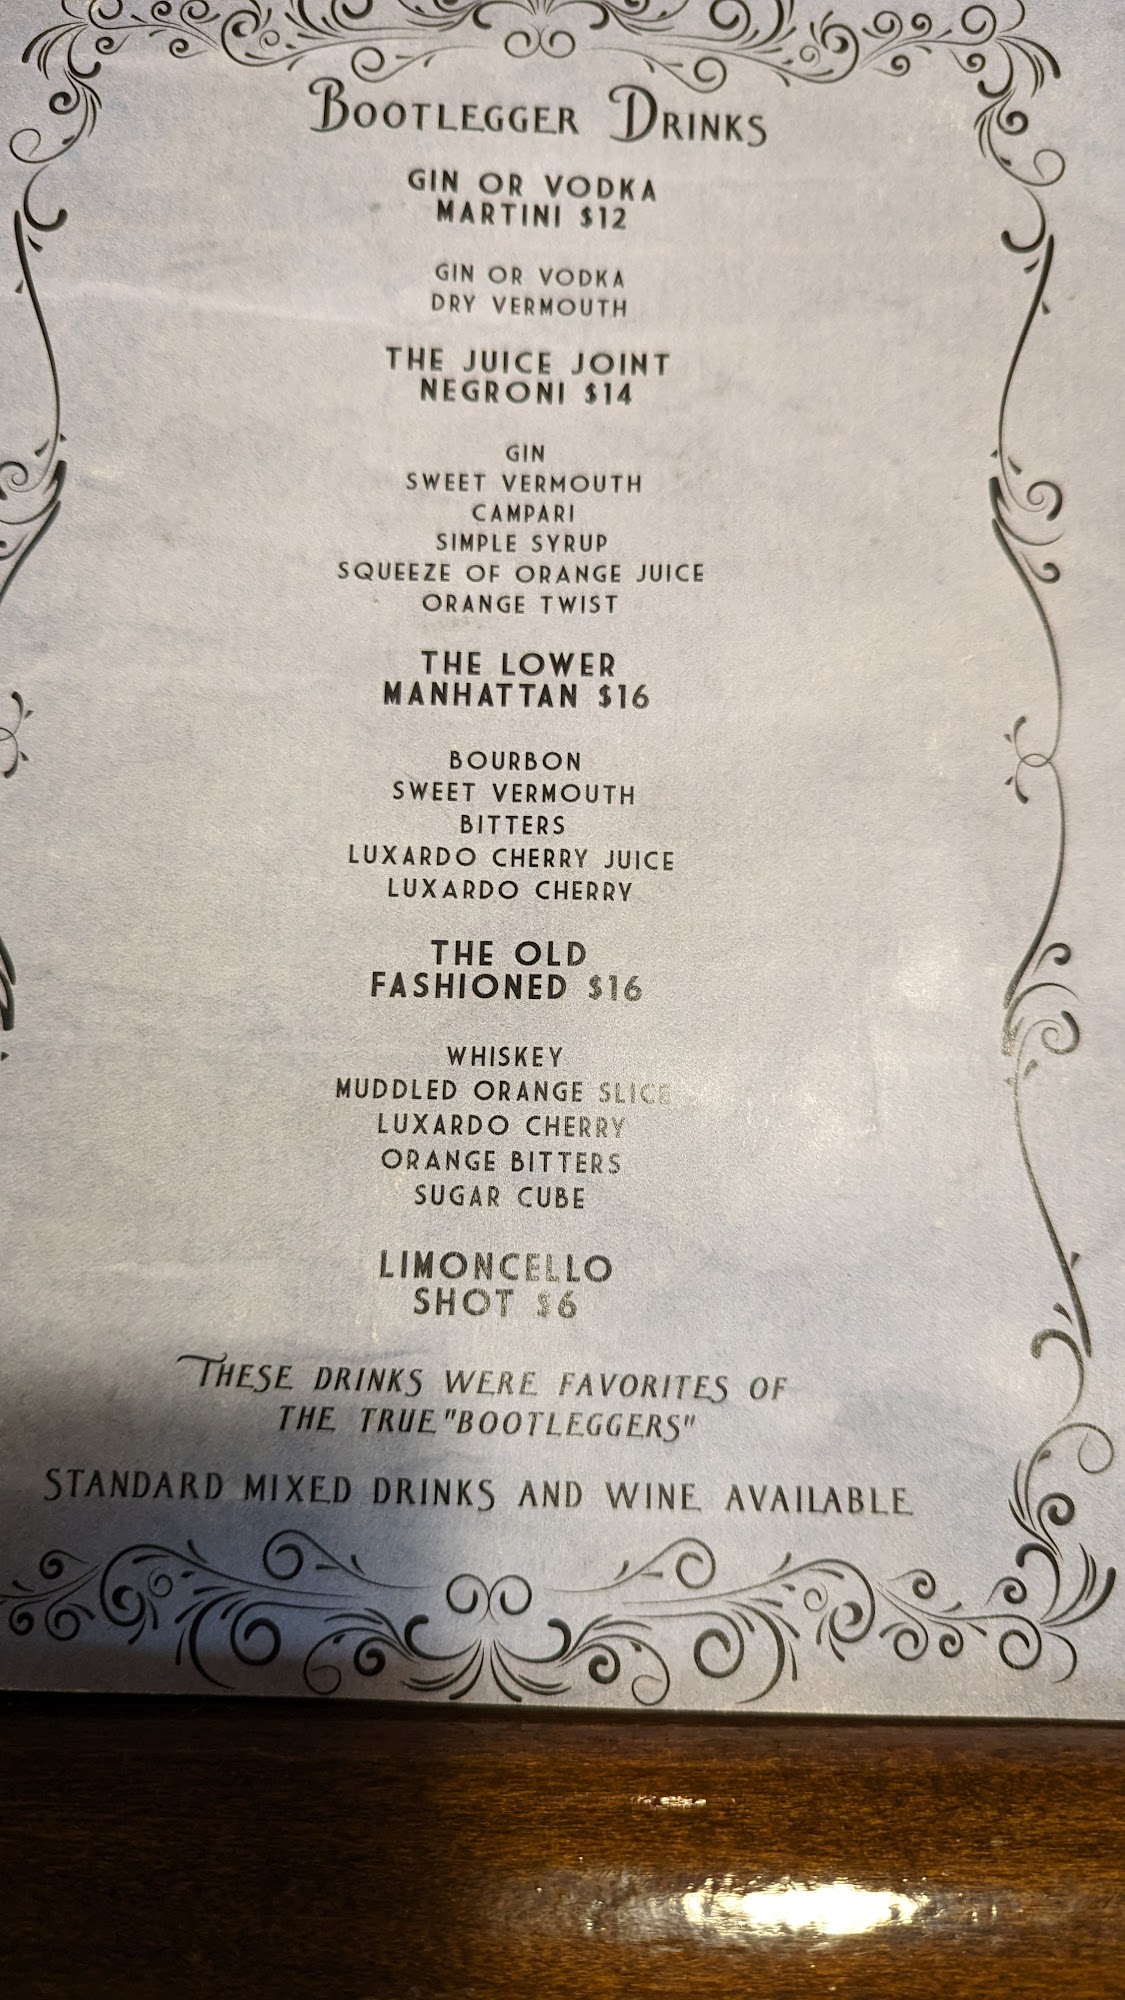 Bootlegger Drinks
GIN OR VODKA
MARTINI $12
GIN OR VODKA
DRY VERMOUTH
THE JUICE JOINT
NEGRONI $14
GIN
SWEET VERMOUTH
CAMPARI
SIMPLE SYRUP
SQUEEZE OF ORANGE JUICE
ORANGE TWIST
THE LOWER
MANHATTAN $16
BOURBON
SWEET VERMOUTH
BITTERS
LUXARDO CHERRY JUICE
LUXARDO CHERRY
THE OLD
FASHIONED $16
WHISKEY
MUDDLED ORANGE SLICE
LUXARDO CHERRY
ORANGE BITTERS
SUGAR CUBE
LIMONCELLO
SHOT $6
THESE DRINKS WERE FAVORITES OF
THE TRUE "BOOTLEGGERS"
STANDARD MIXED DRINKS AND WINE AVAILABLE